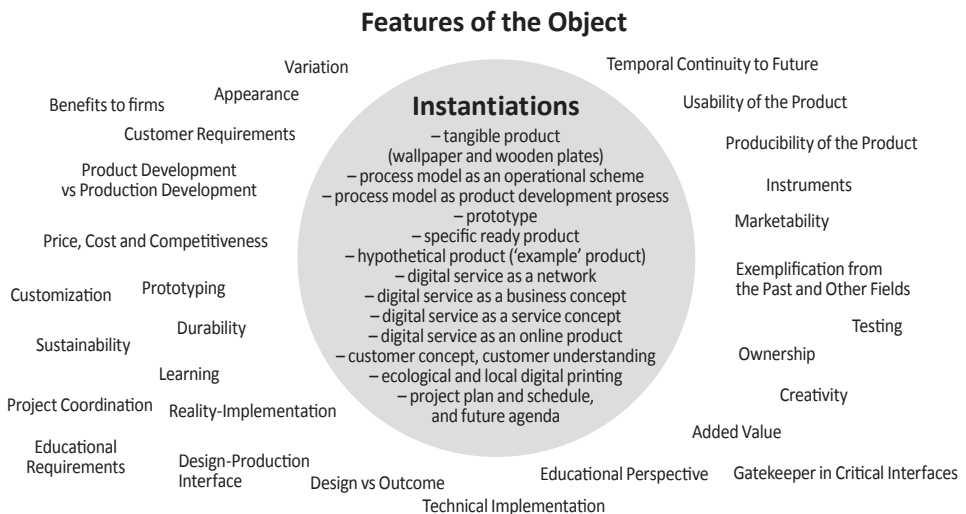 Features of the Object
Variation
Temporal Continuity to Future
Appearance
Benefits to firms
Usability of the Product
Customer Requirements
Producibility of the Product
Product Development
vs Production Development
Instruments
Marketability
Price, Cost and Competitiveness
Exemplification from
the Past and Other Fields
Customization
Prototyping
Testing
Durability
Sustainability
Ownership
Learning
Creativity
Project Coordination
Reality-Implementation
Added Value
Educational
Requirements
Design-Production
Interface
Design vs Outcome
Educational Perspective
Gatekeeper in Critical Interfaces
Technical Implementation
Instantiations
– tangible product
(wallpaper and wooden plates)
– process model as an operational scheme
– process model as product development prosess
– prototype
– specific ready product
– hypothetical product (‘example’ product)
– digital service as a network
– digital service as a business concept
– digital service as a service concept
– digital service as an online product
– customer concept, customer understanding
– ecological and local digital printing
– project plan and schedule,
and future agenda